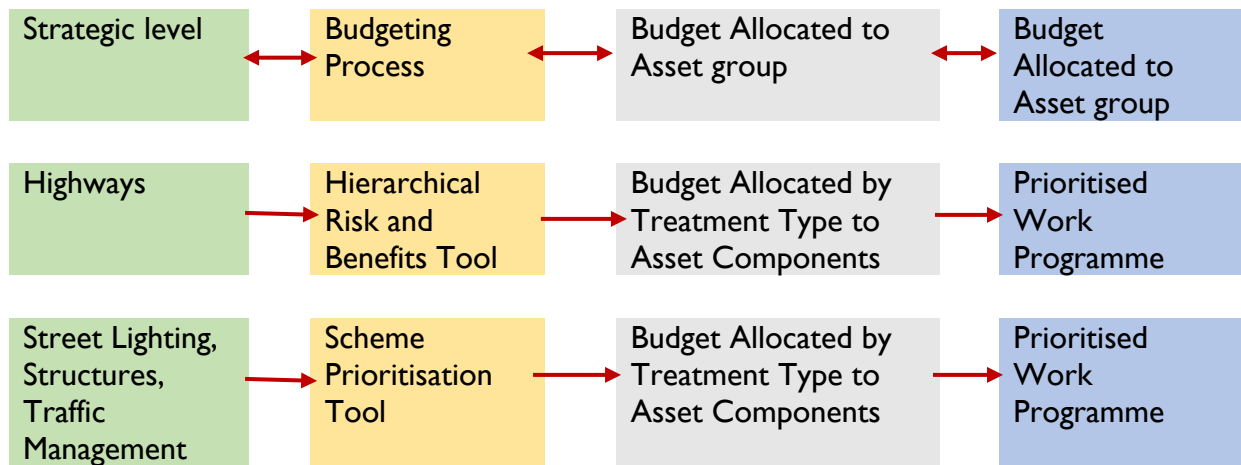 Strategic level
Budgeting
Process
Budget Allocated to
Asset group
Budget
Allocated to
Asset group
Highways
Hierarchical
Risk and
Benefits Tool
Budget Allocated by
Treatment Type to
Asset Components
Prioritised
Work
Programme
Street Lighting,
Structures,
Traffic
Management
Scheme
Prioritisation
Tool
Budget Allocated by
Treatment Type to
Asset Components
Prioritised
Work
Programme